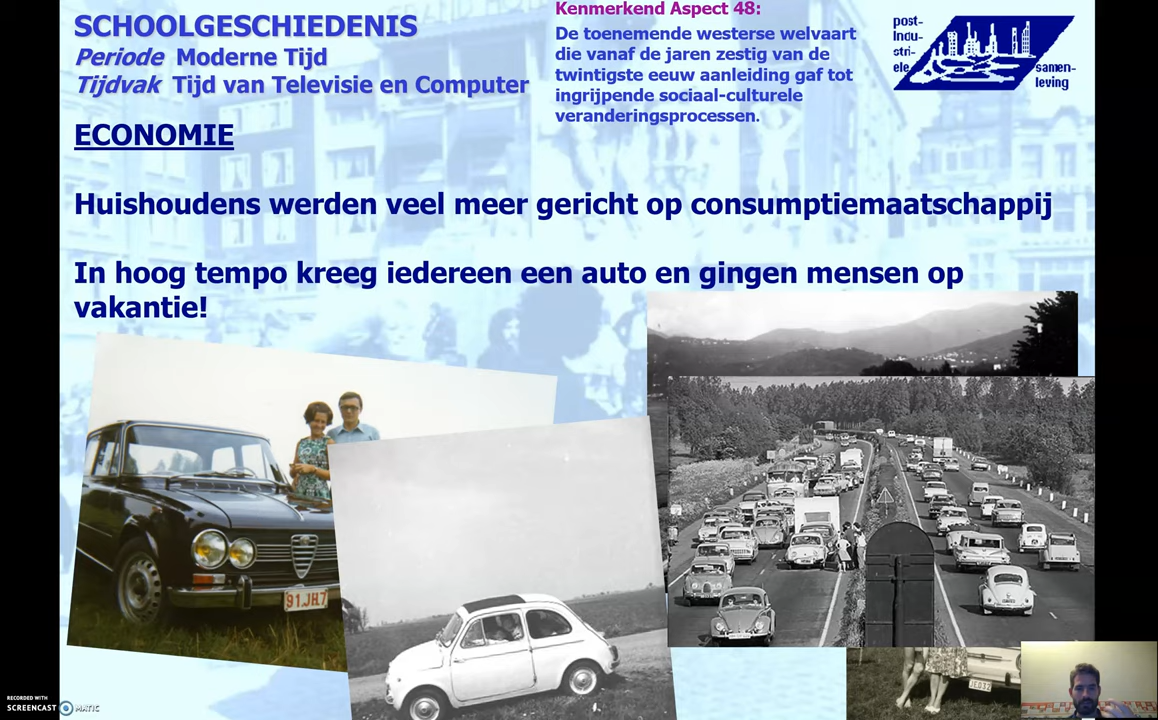 SCHOOLGESCHIEDENIS
Periode Moderne Tijd
Tijdvak Tijd van Televisie en Computer
Kenmerkend Aspect 48:
De toenemende westerse welvaart
die vanaf de jaren zestig van de
twintigste eeuw aanleiding gaf tot
ingrijpende sociaal-culturele
veranderingsprocessen.
post-
indu-
stri-
ele
samen-
leving
ECONOMIE
Huishoudens werden veel meer gericht op consumptiemaatschappij
In hoog tempo kreeg iedereen een auto en gingen mensen op
vakantie!
91.JH.7
RECORDED WITH
SCREENCAST MATIC